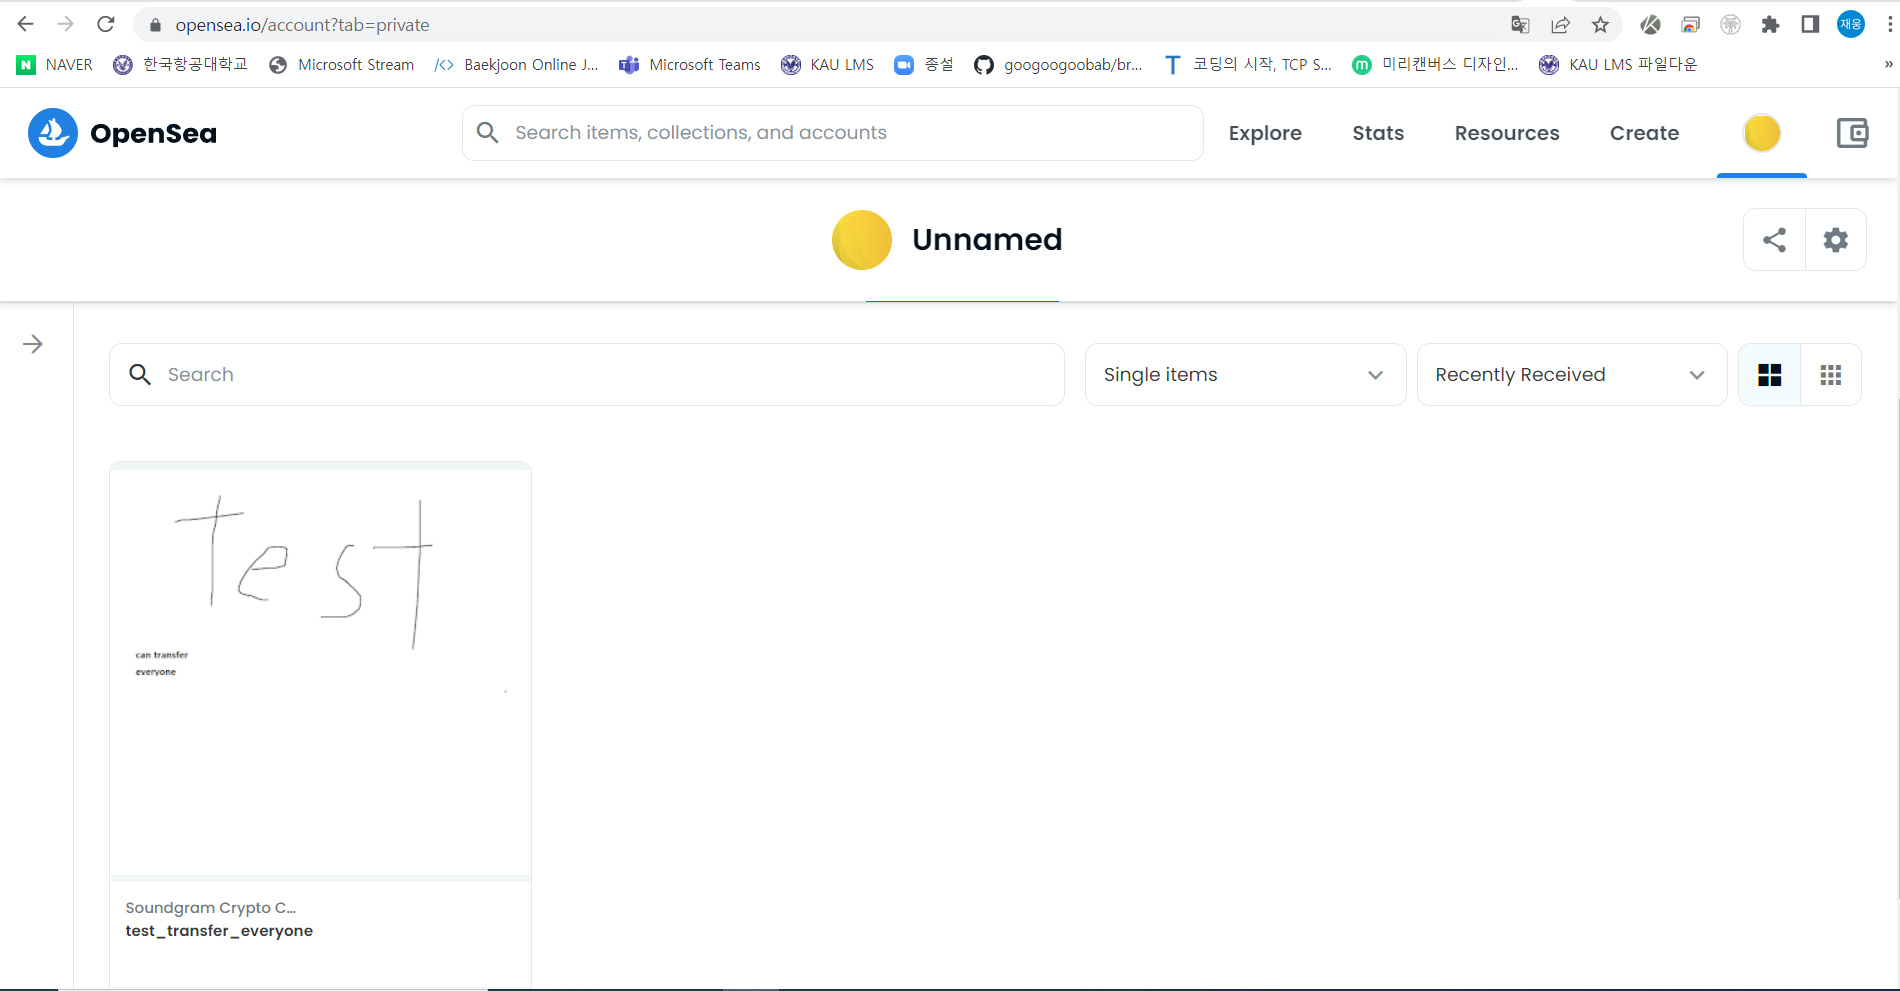 opensea.io/account?tab=private
재웅
NAVER
한국항공대학교
Microsoft Stream
Baekjoon Online J...
Microsoft Teams
KAU LMS
종설
googoogoobab/br...
코딩의 시작, TCP S...
미리캔버스 디자인...
KAU LMS 파일다운
»
OpenSea
Search items, collections, and accounts
Explore
Stats
Resources
Create
Unnamed
Search
Single items
Recently Received
Test
can transfer
everyone
Soundgram Crypto C...
test_transfer_everyone